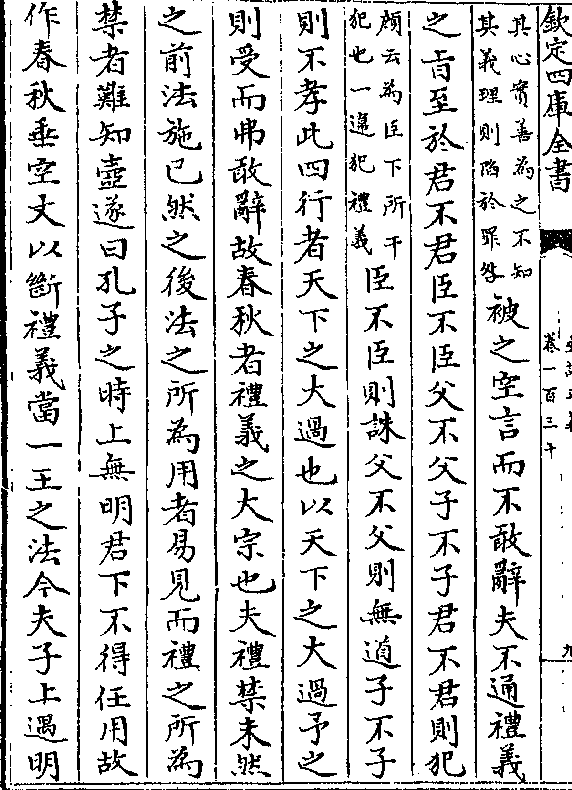 欽定四庫全書
卷一百三十
九
其心實善為之不知
其義理則陷於罪咎
被之空言而不敢辭夫不通禮義
之旨至於君不君臣不臣父不父子不子君不君則犯
顔云為臣下所干
犯也一違犯禮義
臣不臣則誅父不父則無道子不子
則不孝此四行者天下之大過也以天下之大過予之
則受而弗敢辭故春秋者禮義之大宗也夫禮禁未然
之前法施已然之後法之所為用者易見而禮之所為
禁者難知壺遂曰孔子之時上無明君下不得任用故
作春秋垂空文以斷禮義當一王之法今夫子上遇明